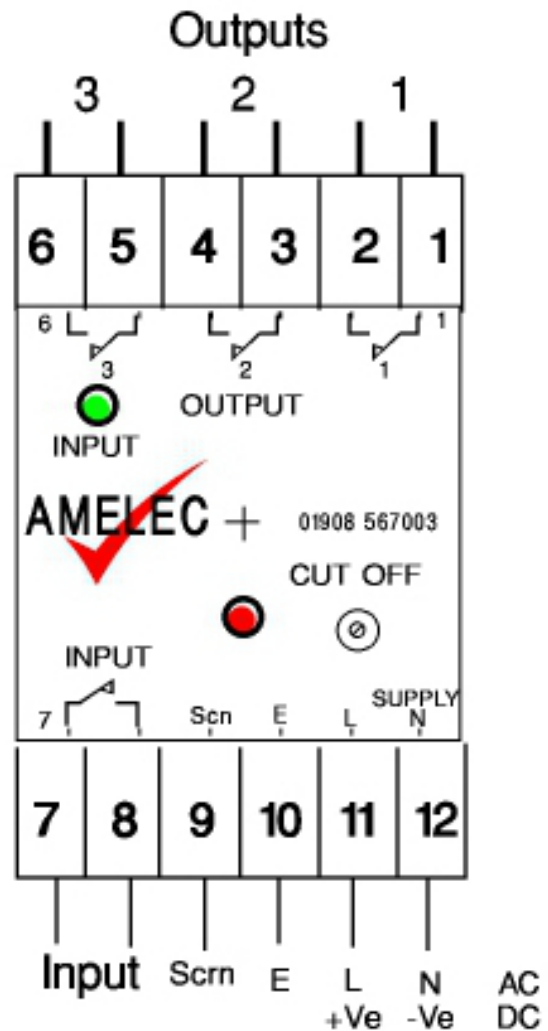 Outputs
3 2 1
6 5 4 3 2 1
6 1
3 2 1
OUTPUT
INPUT
AMELEC 01908 567003
CUT OFF
INPUT
SUPPLY
7 Scn E L N
7 8 9 10 11 12
Input Scrn E L N AC
+Ve -Ve DC